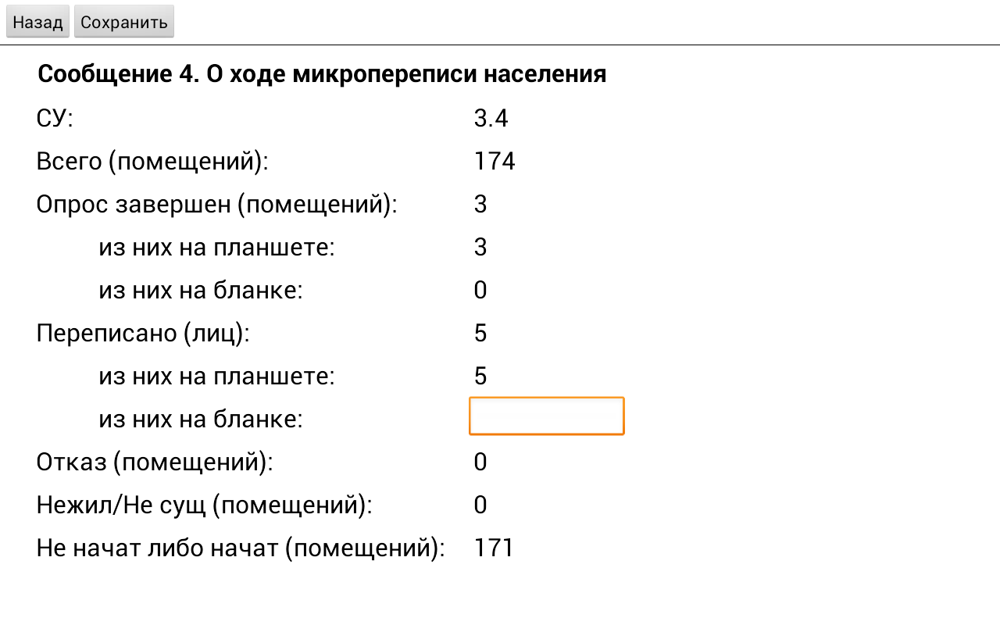 Назад Сохранить
Сообщение 4. О ходе микропереписи населения
СУ: 3.4
Всего (помещений): 174
Опрос завершен (помещений): 3
из них на планшете: 3
из них на бланке: 0
Переписано (лиц): 5
из них на планшете: 5
из них на бланке:
Отказ (помещений): 0
Нежил/Не сущ (помещений): 0
Не начат либо начат (помещений): 171